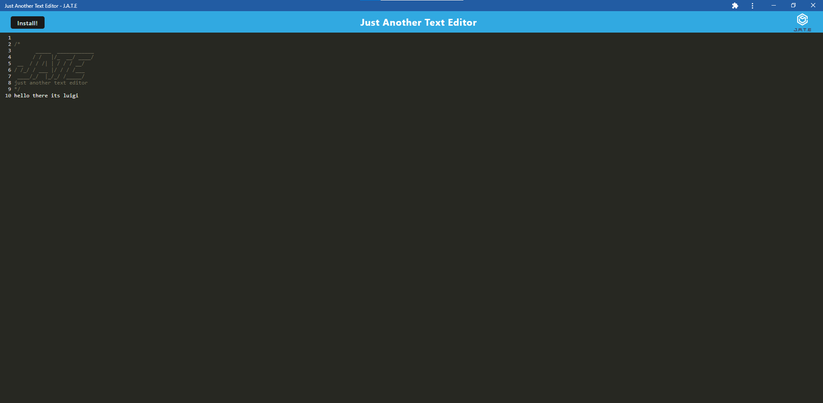 Just Another Text Editor - J.A.T.E
Install!
Just Another Text Editor
J.A.T.E
1
2 /*
3
4
5
6
7
8 just another text editor
9 */
10 hello there its luigi